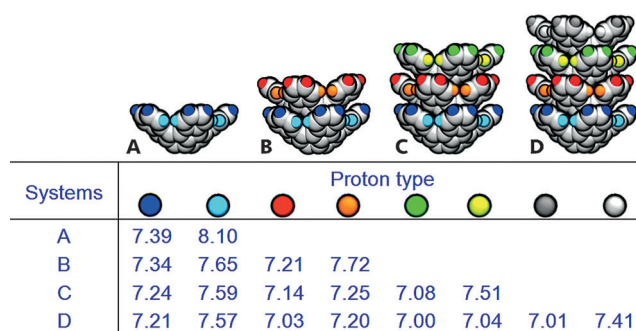 A B C D
Systems Proton type
A 7.39 8.10
B 7.34 7.65 7.21 7.72
C 7.24 7.59 7.14 7.25 7.08 7.51
D 7.21 7.57 7.03 7.20 7.00 7.04 7.01 7.41